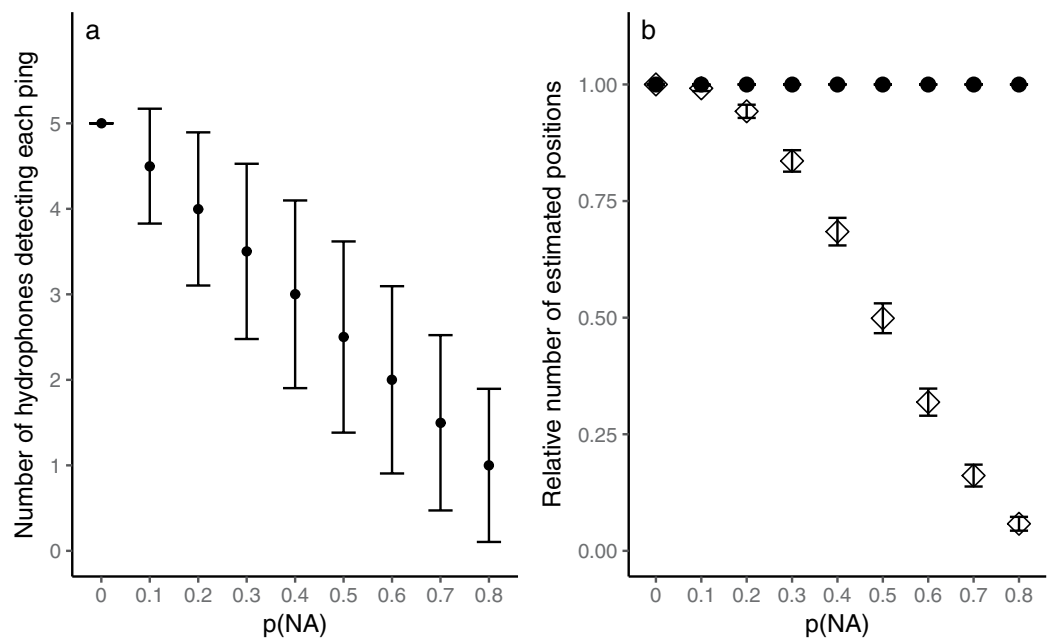 a
Number of hydrophones detecting each ping
5
4
3
2
1
0
0 0.1 0.2 0.3 0.4 0.5 0.6 0.7 0.8
p(NA)
b
Relative number of estimated positions
1.00
0.75
0.50
0.25
0.00
0 0.1 0.2 0.3 0.4 0.5 0.6 0.7 0.8
p(NA)